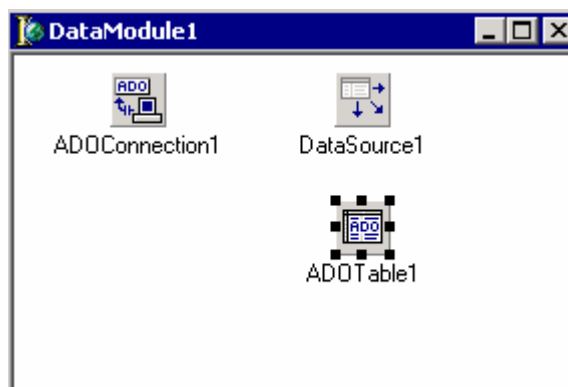 DataModule1
ADO
ADOConnection1
DataSource1
ADO
ADOTable1